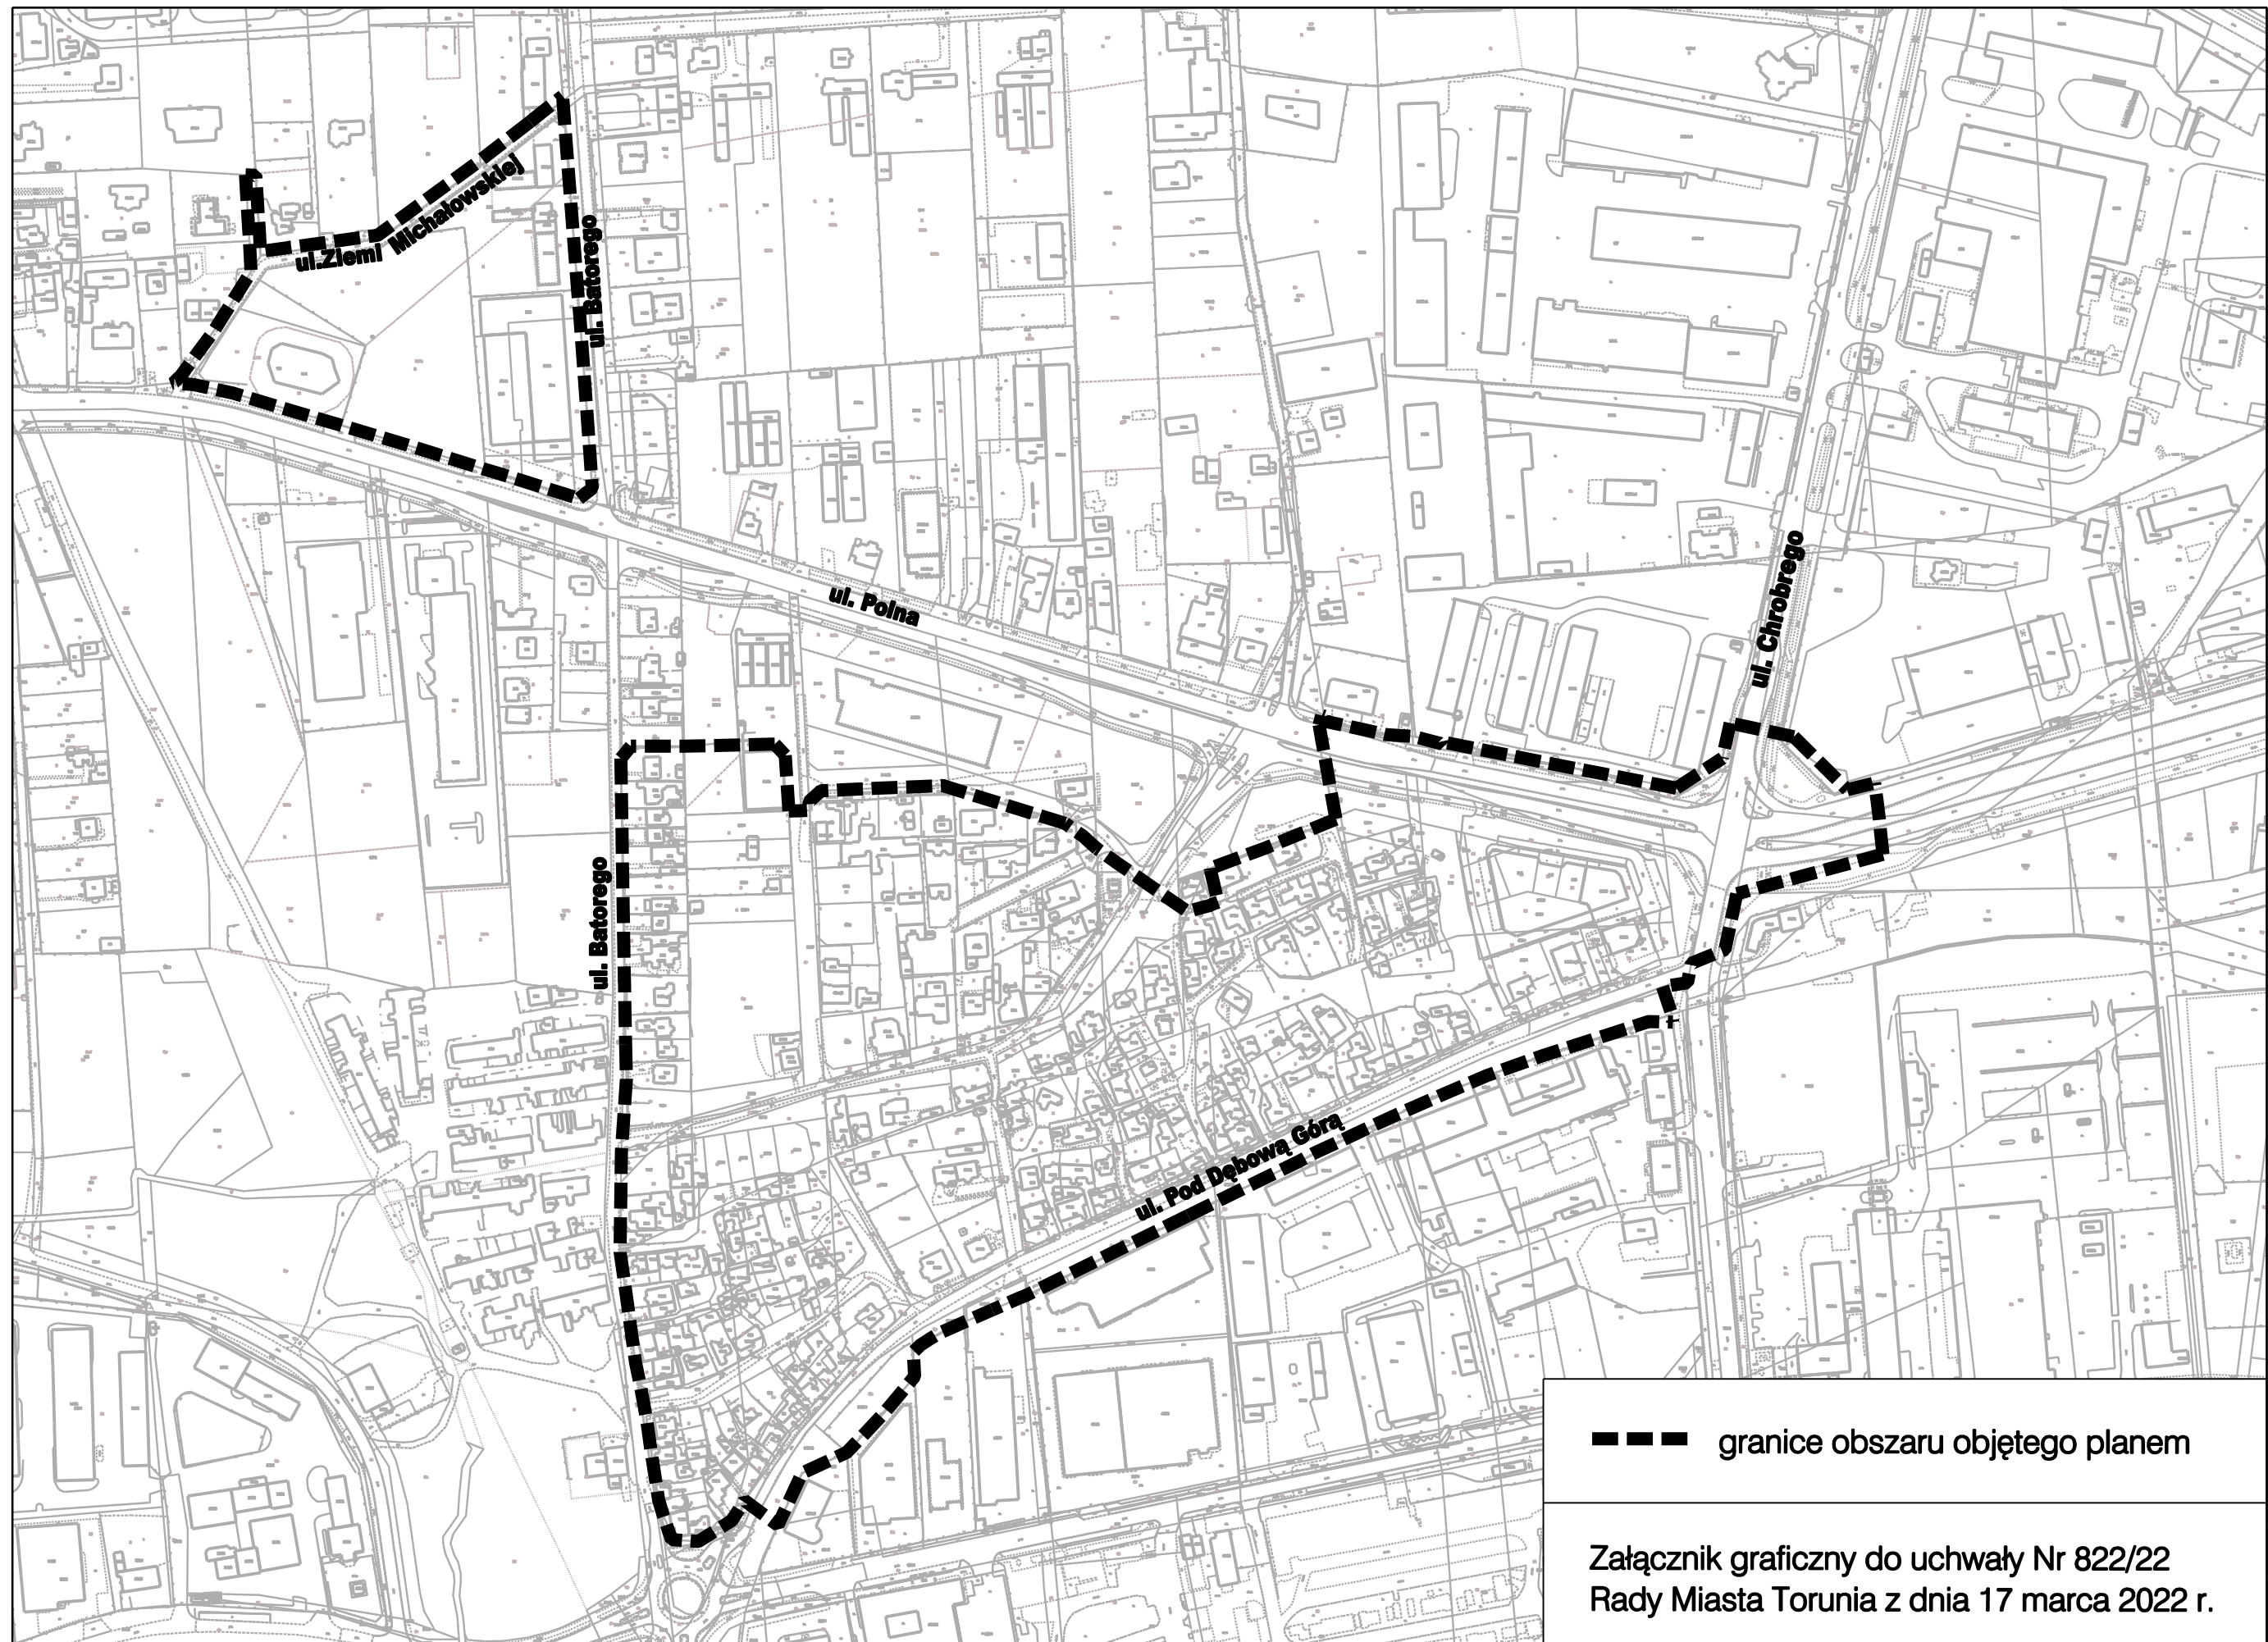 ul.Ziemi Michałowskiej
ul. Batorego
ul. Polna
ul. Chrobrego
ul. Batorego
ul. Pod Dębową Górą
granice obszaru objętego planem
Załącznik graficzny do uchwały Nr 822/22
Rady Miasta Torunia z dnia 17 marca 2022 r.